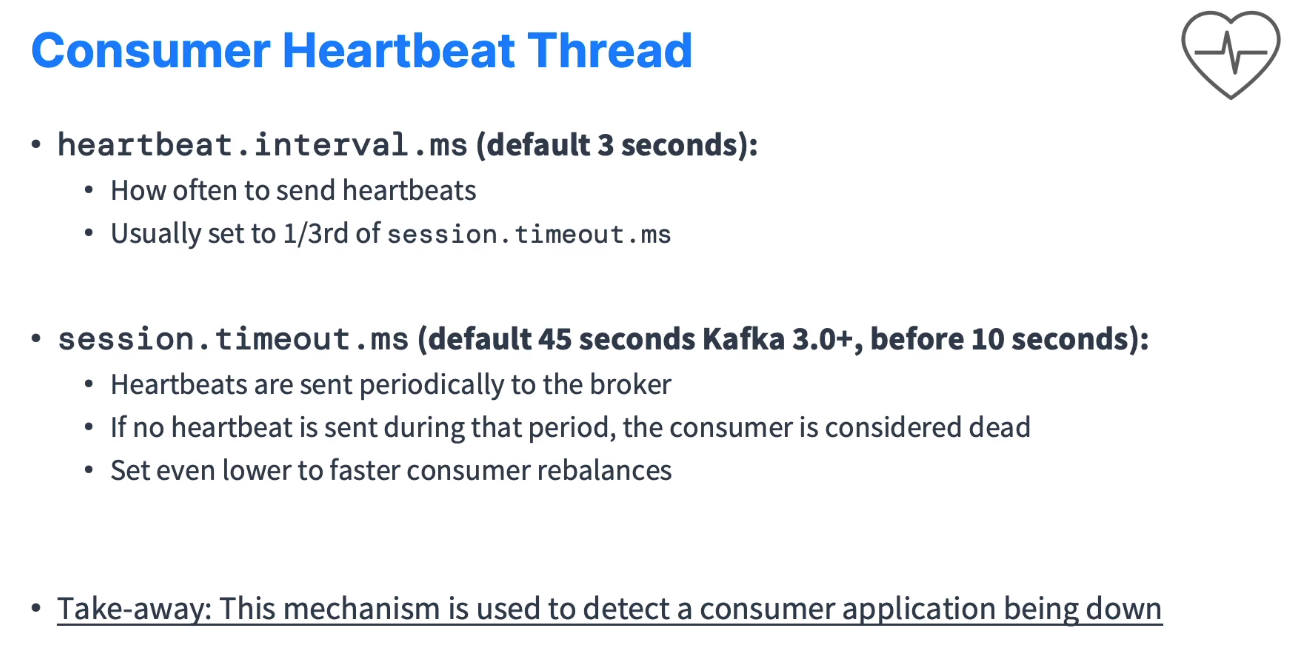 Consumer Heartbeat Thread
• heartbeat.interval.ms (default 3 seconds):
• How often to send heartbeats
• Usually set to 1/3rd of session.timeout.ms
• session.timeout.ms (default 45 seconds Kafka 3.0+, before 10 seconds):
• Heartbeats are sent periodically to the broker
• If no heartbeat is sent during that period, the consumer is considered dead
• Set even lower to faster consumer rebalances
• Take-away: This mechanism is used to detect a consumer application being down